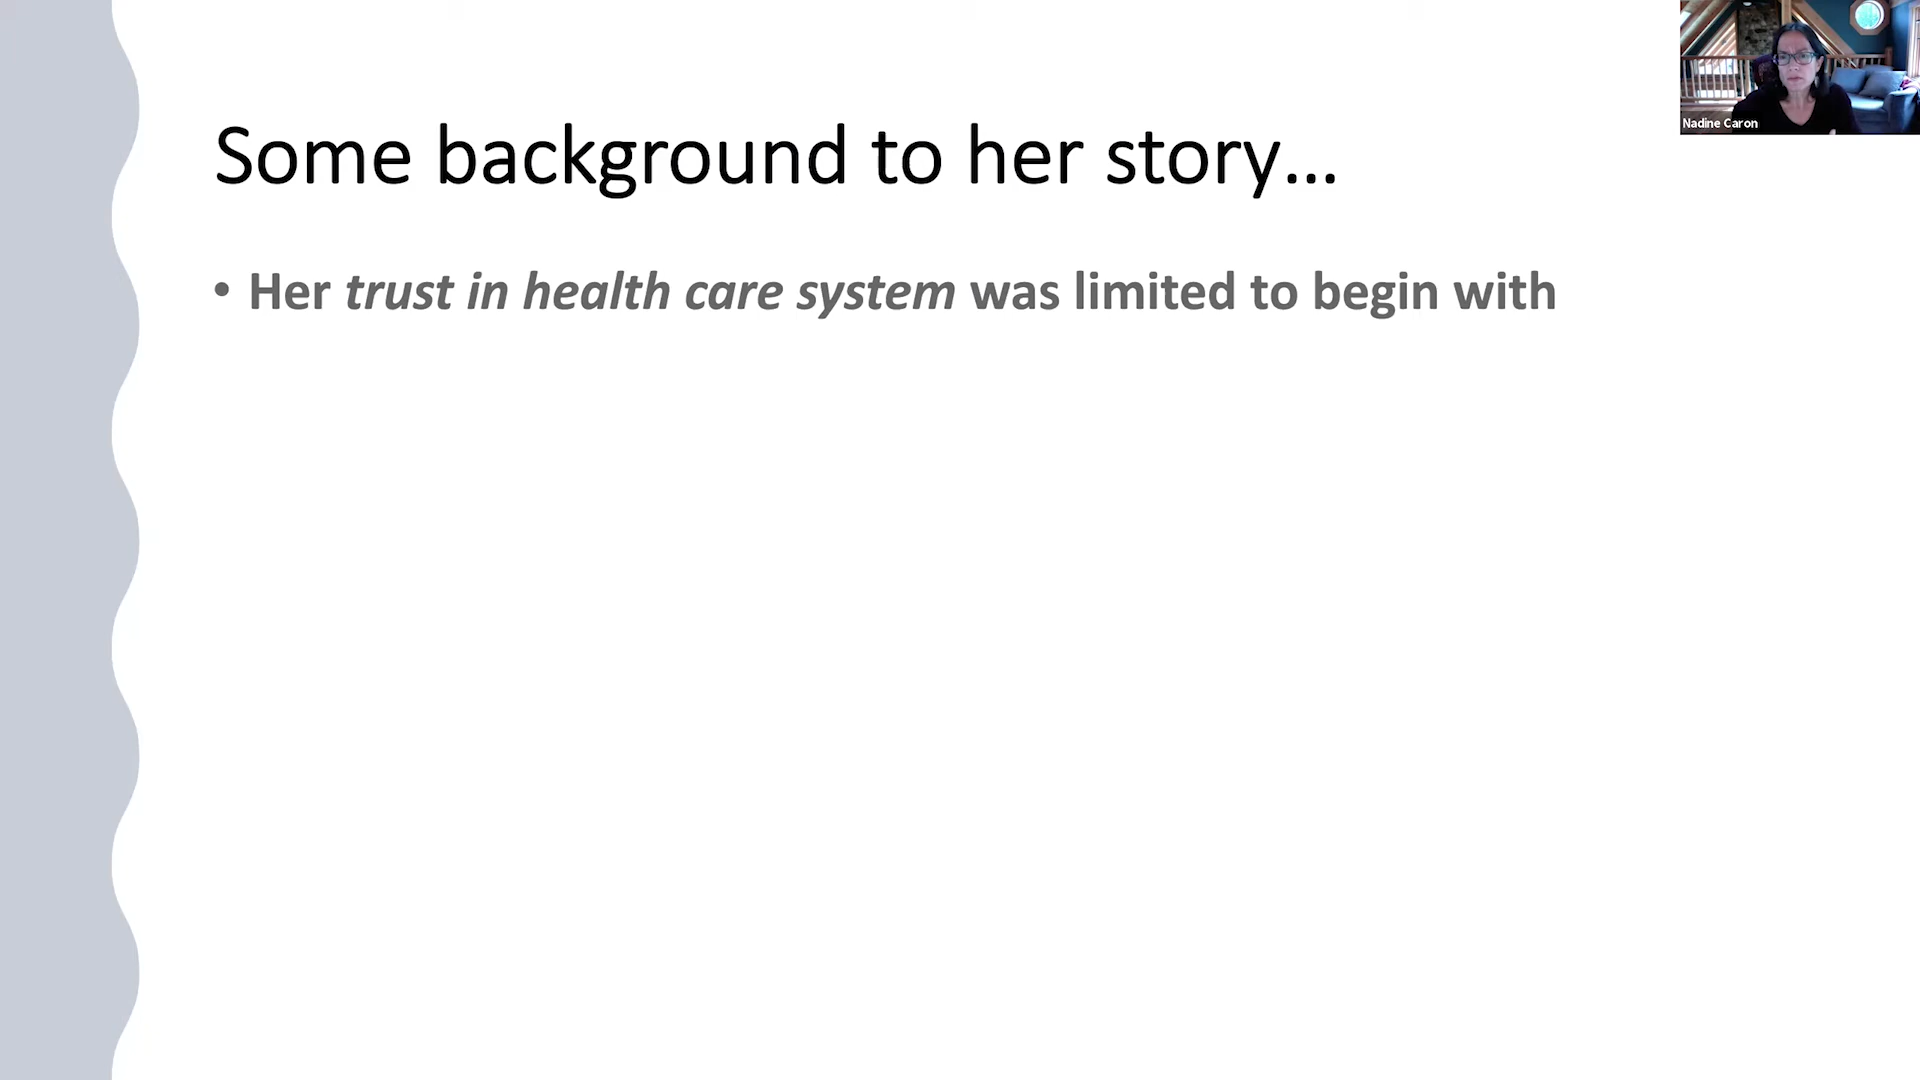 Some background to her story...
• Her trust in health care system was limited to begin with
Nadine Caron